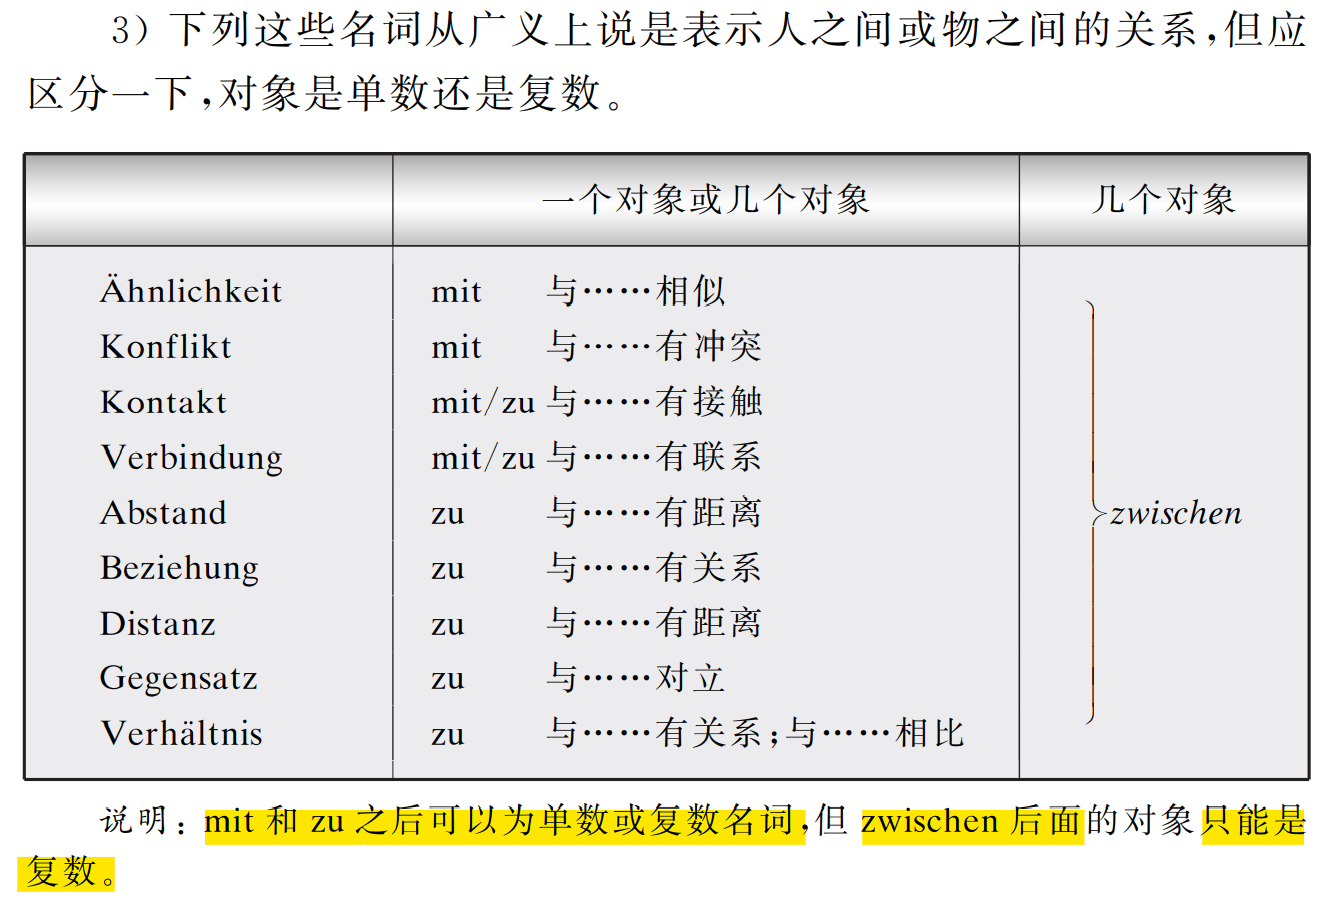 3) 下列这些名词从广义上说是表示人之间或物之间的关系,但应
区分一下,对象是单数还是复数。
一个对象或几个对象 几个对象
Ähnlichkeit mit 与……相似
Konflikt mit 与……有冲突
Kontakt mit/zu 与……有接触
Verbindung mit/zu 与……有联系
Abstand zu 与……有距离 zwischen
Beziehung zu 与……有关系
Distanz zu 与……有距离
Gegensatz zu 与……对立
Verhältnis zu 与……有关系;与……相比
说明: mit 和 zu 之后可以为单数或复数名词,但 zwischen 后面的对象只能是
复数。